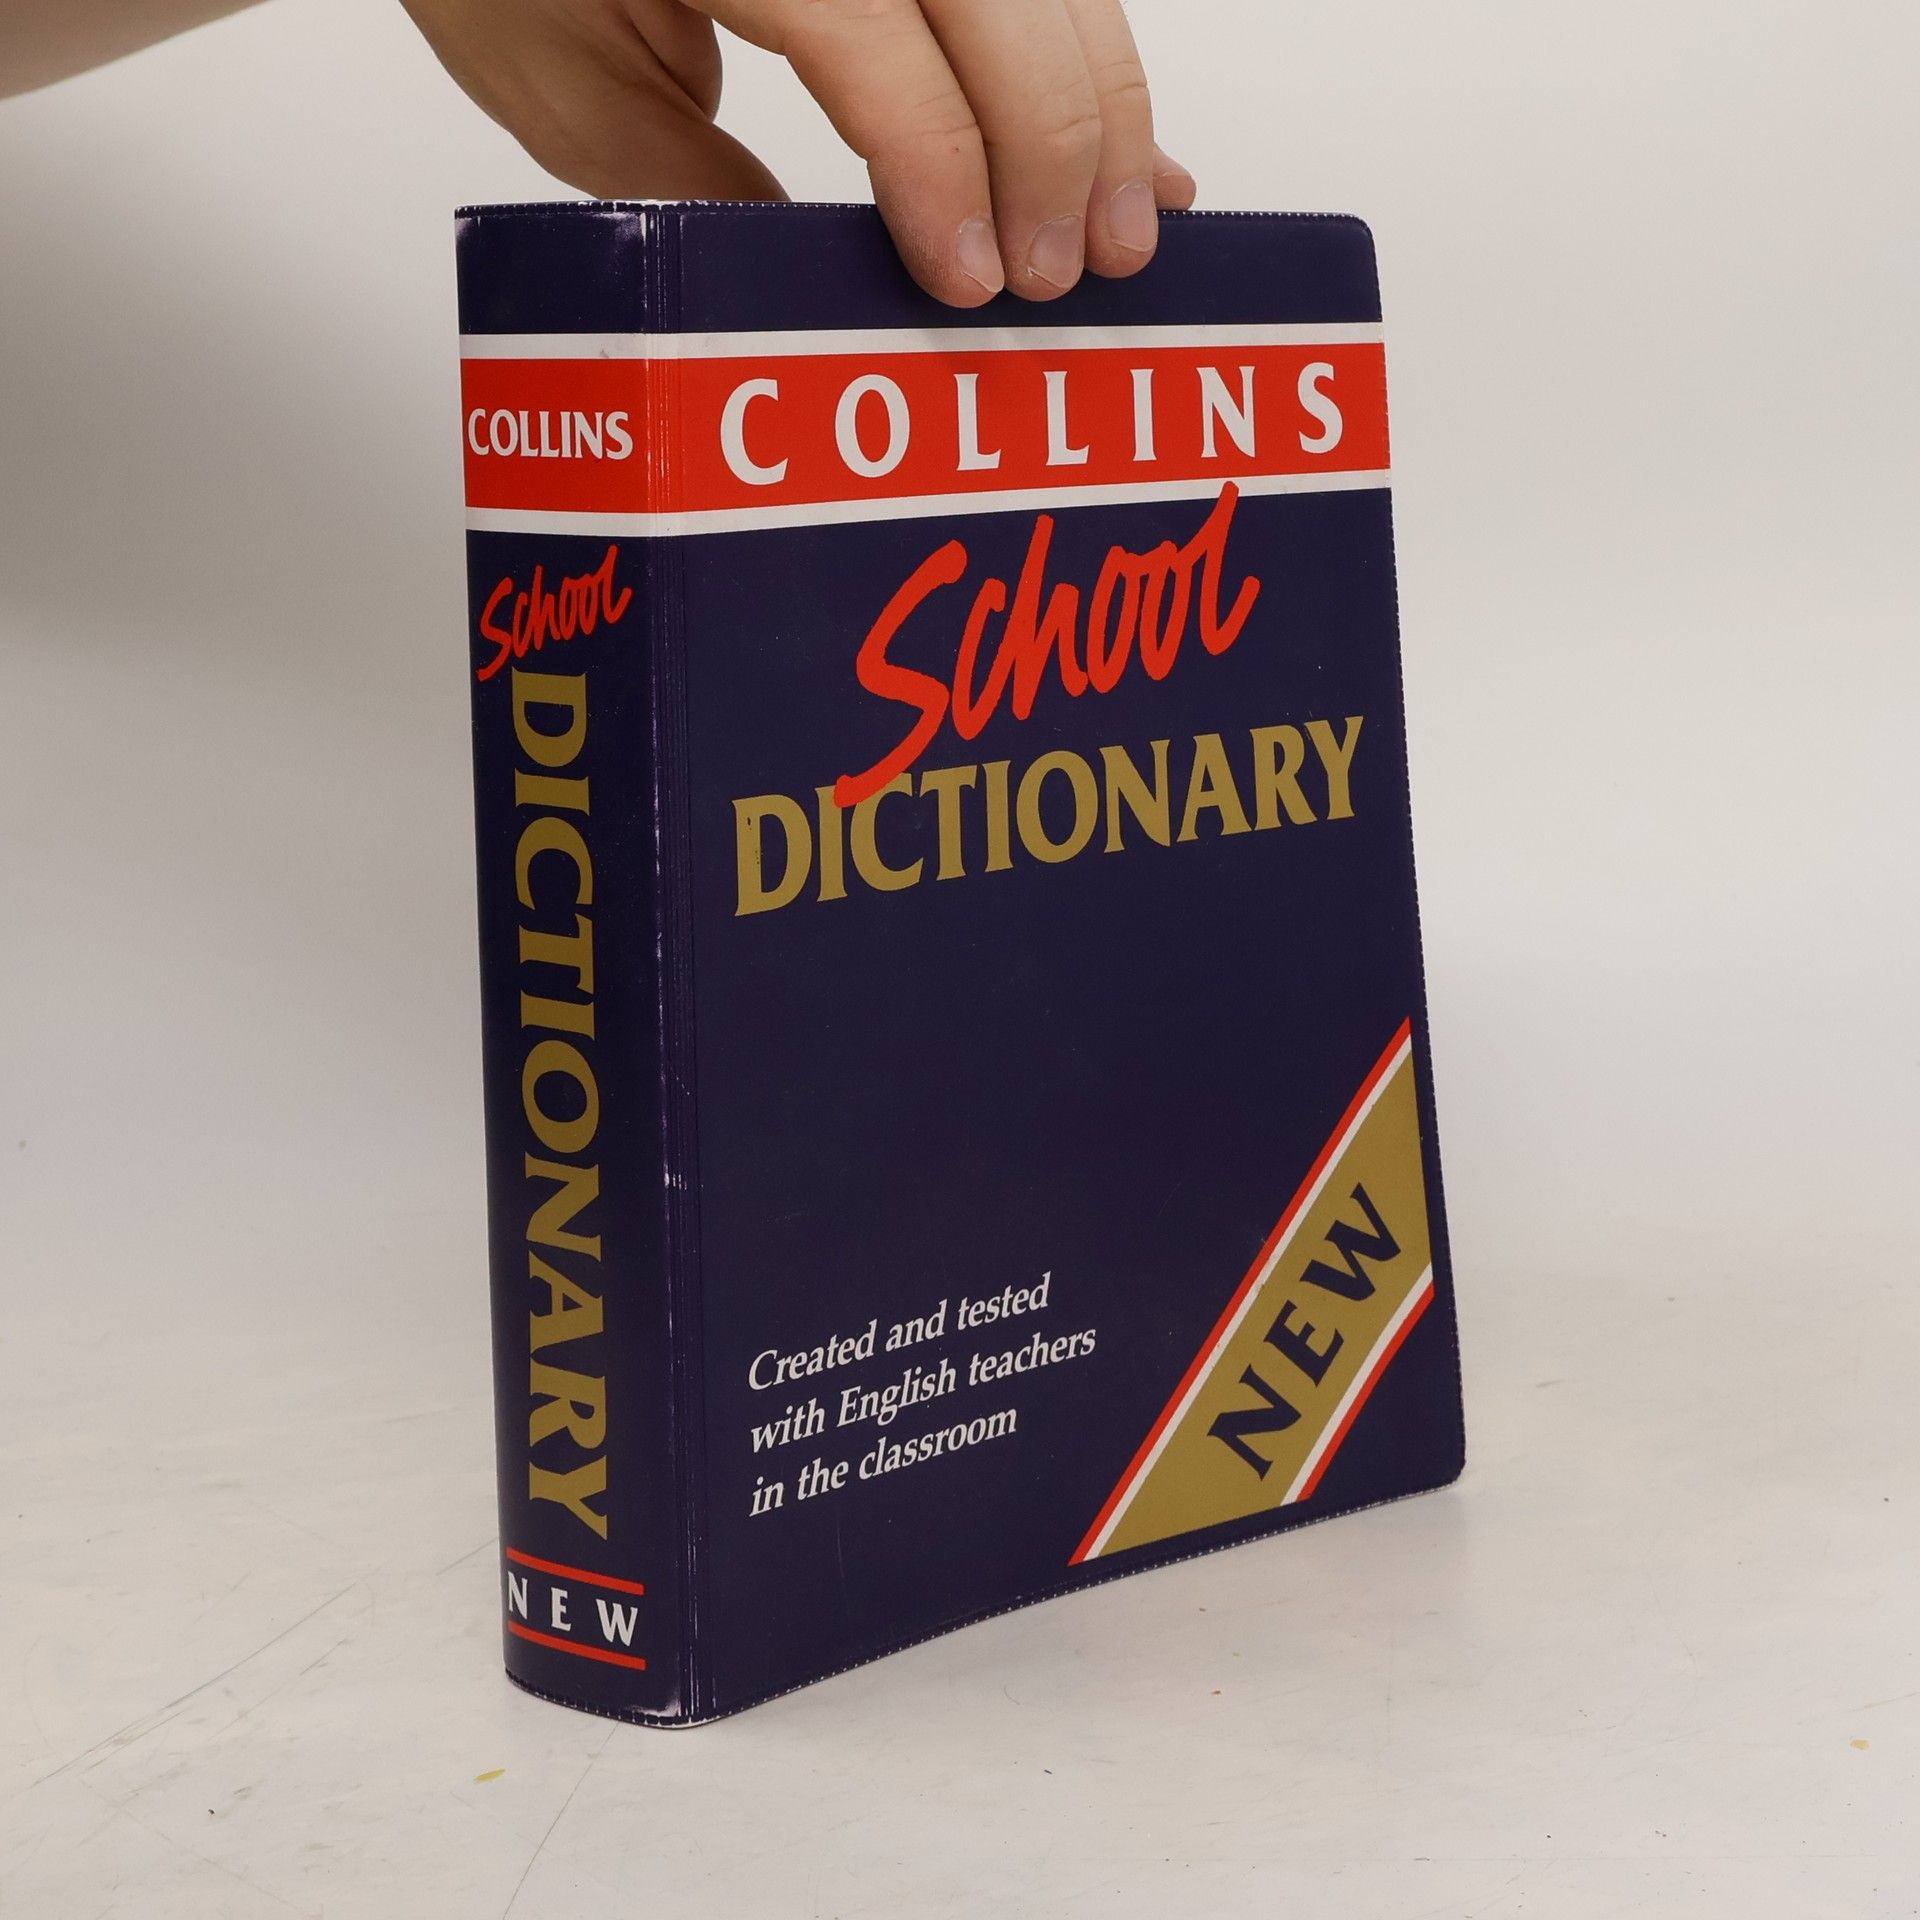 COLLINS
School
DICTIONARY
NEW
COLLINS
School
DICTIONARY
Created and tested
with English teachers
in the classroom
NEW